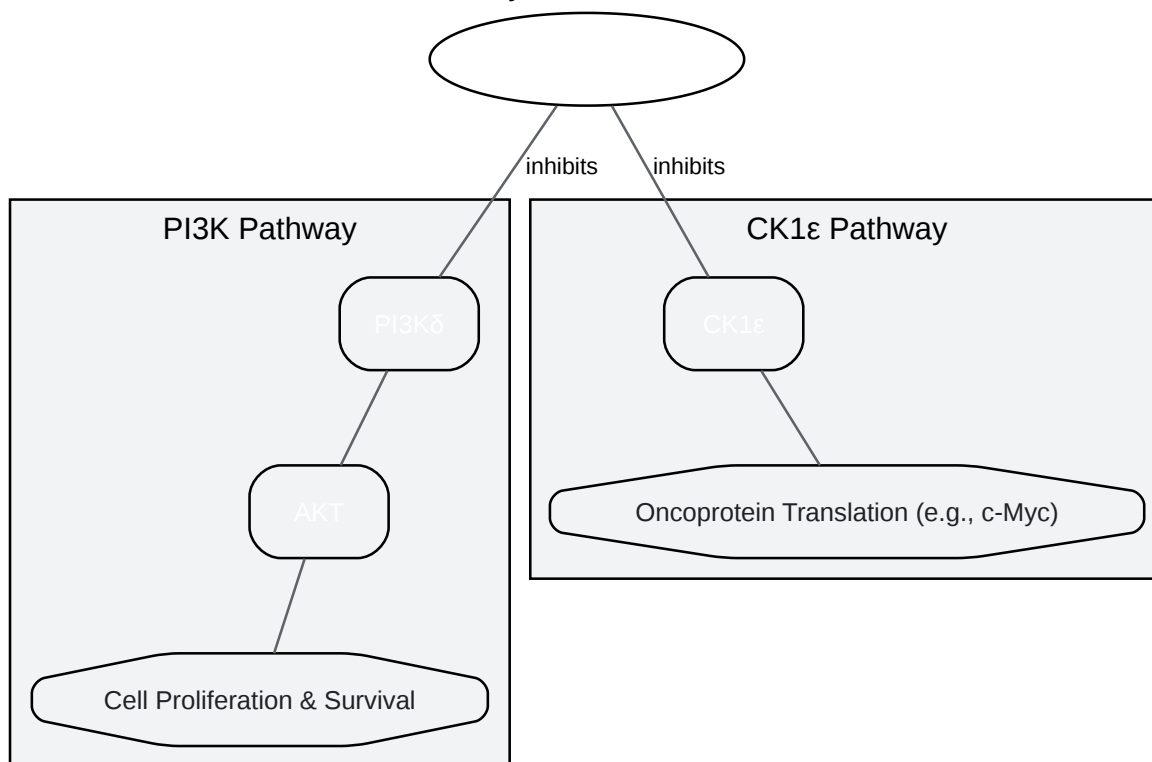 inhibits inhibits
PI3K Pathway
CK1ε Pathway
PI3Kδ
CK1ε
AKT
Oncoprotein Translation (e.g., c-Myc)
Cell Proliferation & Survival